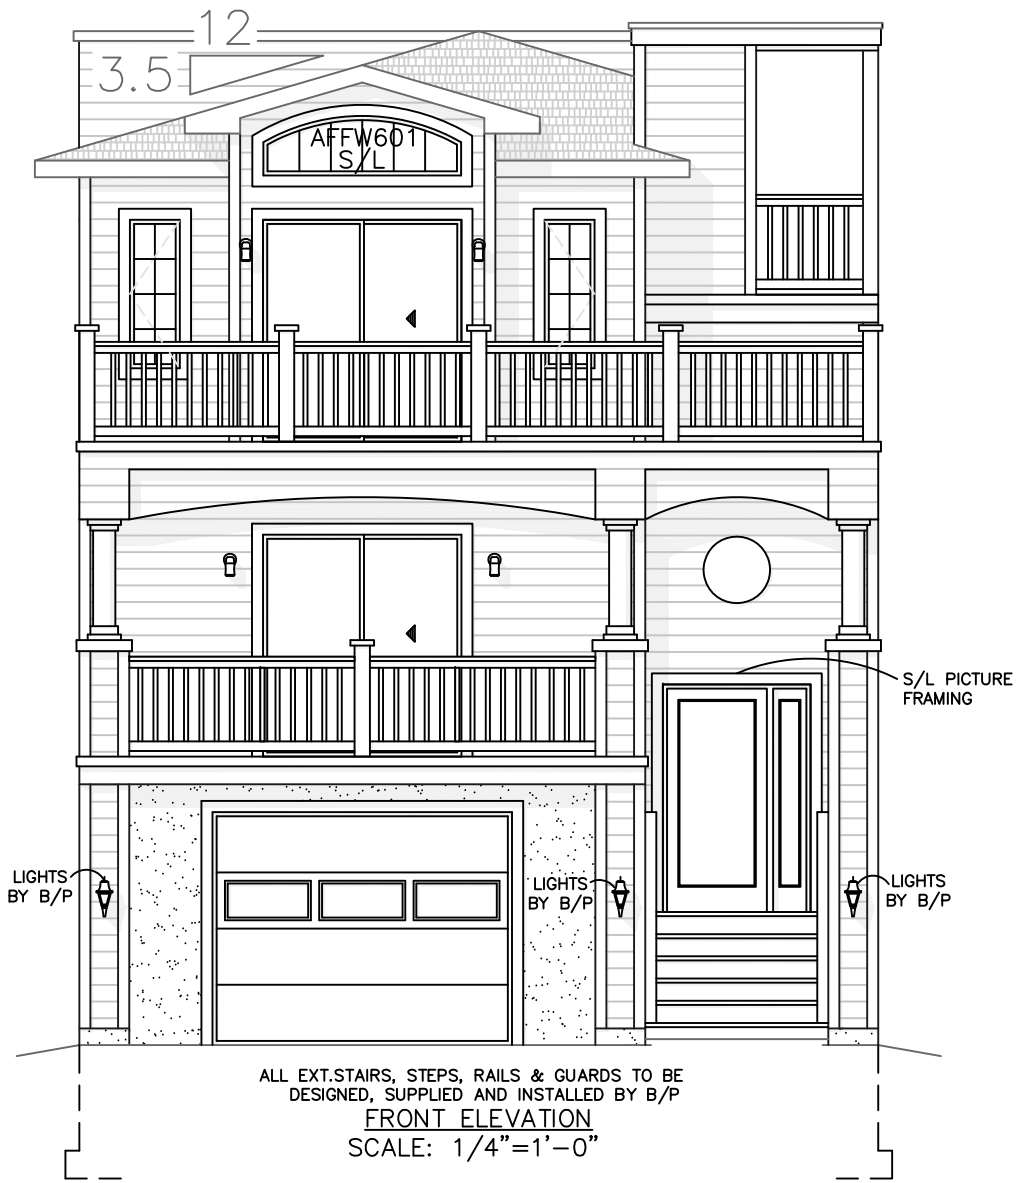 12
3.5
AFFW601
S/L
S/L PICTURE
FRAMING
LIGHTS
BY B/P
LIGHTS
BY B/P
LIGHTS
BY B/P
ALL EXT.STAIRS, STEPS, RAILS & GUARDS TO BE
DESIGNED, SUPPLIED AND INSTALLED BY B/P
FRONT ELEVATION
SCALE: 1/4"=1'-0"